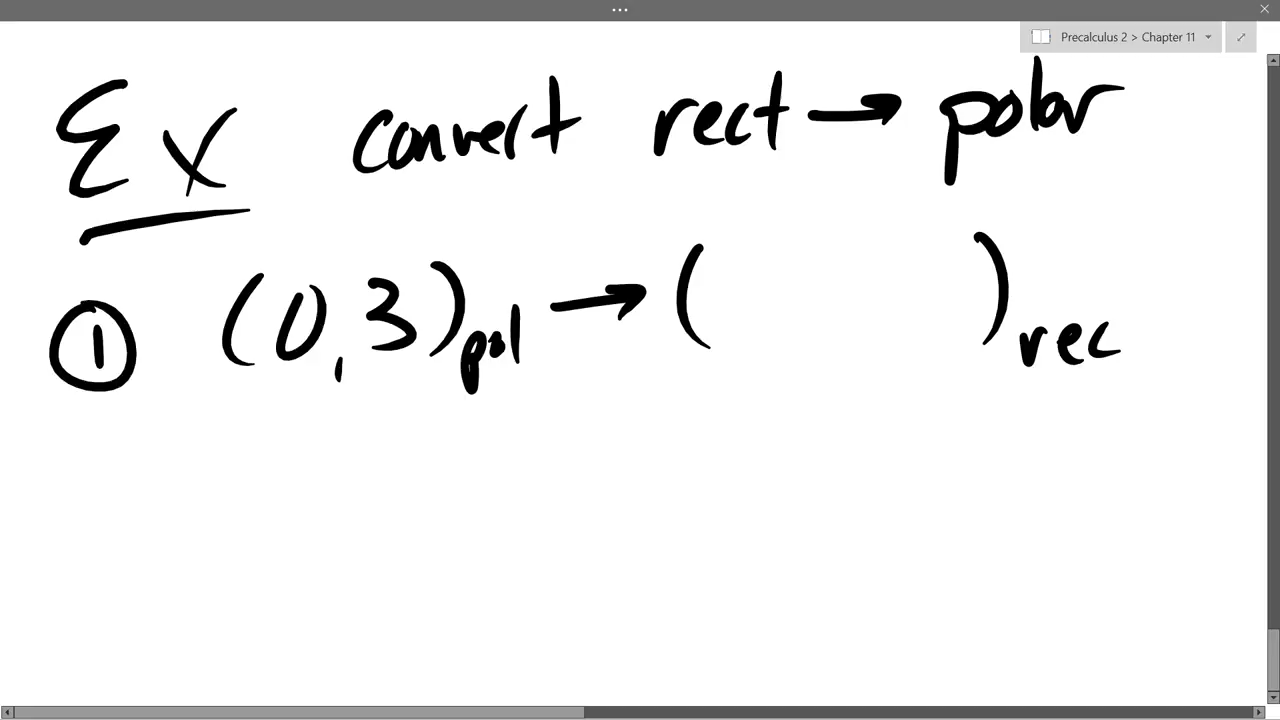 Precalculus 2 > Chapter 11
Ex convert rect → polar
① (0,3)pol → (          )rec